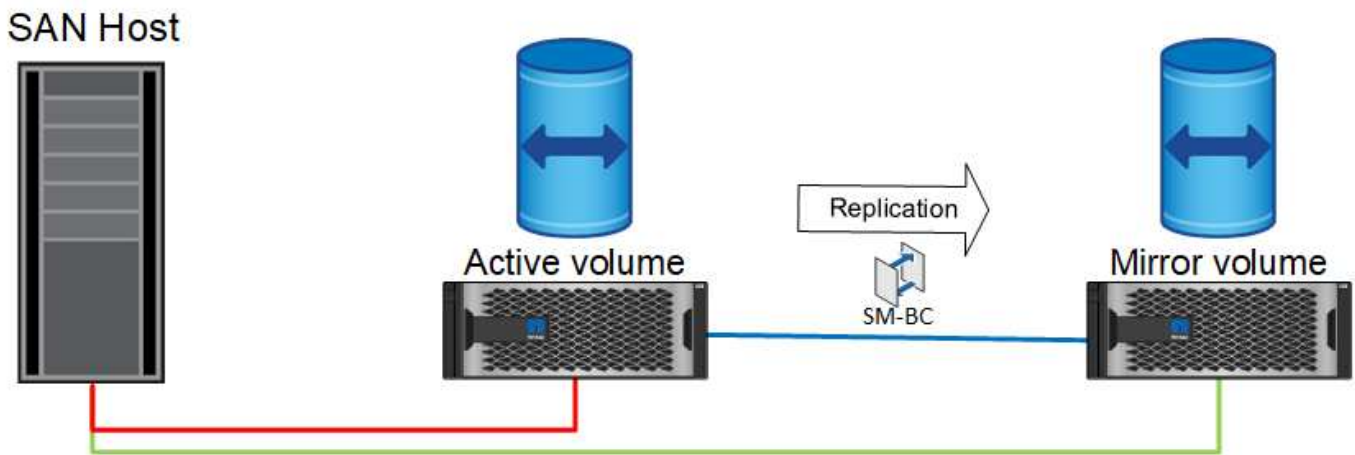 SAN Host
Replication
Active volume
Mirror volume
SM-BC